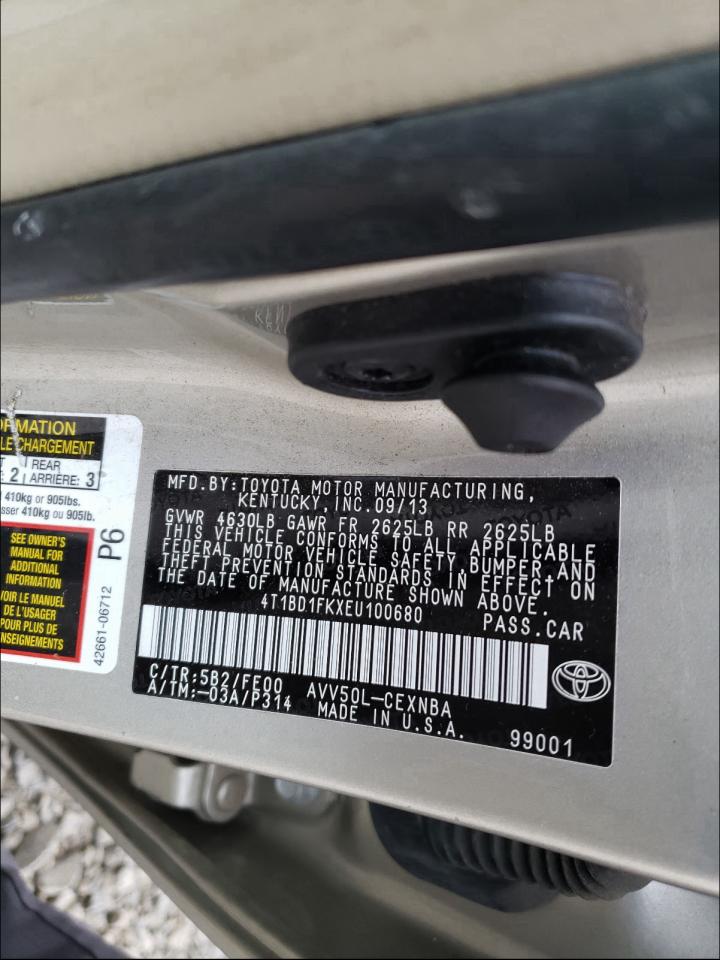 MFD.BY:TOYOTA MOTOR MANUFACTURING,
KENTUCKY, INC.09/13
GVWR 4630LB GAWR FR 2625LB RR 2625LB
THIS VEHICLE CONFORMS TO ALL APPLICABLE
FEDERAL MOTOR VEHICLE SAFETY,BUMPER AND
THEFT PREVENTION STANDARDS IN EFFECT ON
THE DATE OF MANUFACTURE SHOWN ABOVE.
4T1BD1FKXEU100680 PASS.CAR
C/TR:5B2/FE00 AVV50L-CEXNBA
A/TM:-03A/P314 MADE IN U.S.A.
99001
CHARGEMENT
2 REAR 3
ARRIÈRE:
410kg or 905lbs.
410kg ou 905lb.
SEE OWNER'S
MANUAL FOR
ADDITIONAL
INFORMATION
VOIR LE MANUEL
DE L'USAGER
POUR PLUS DE
P6
42661-06712